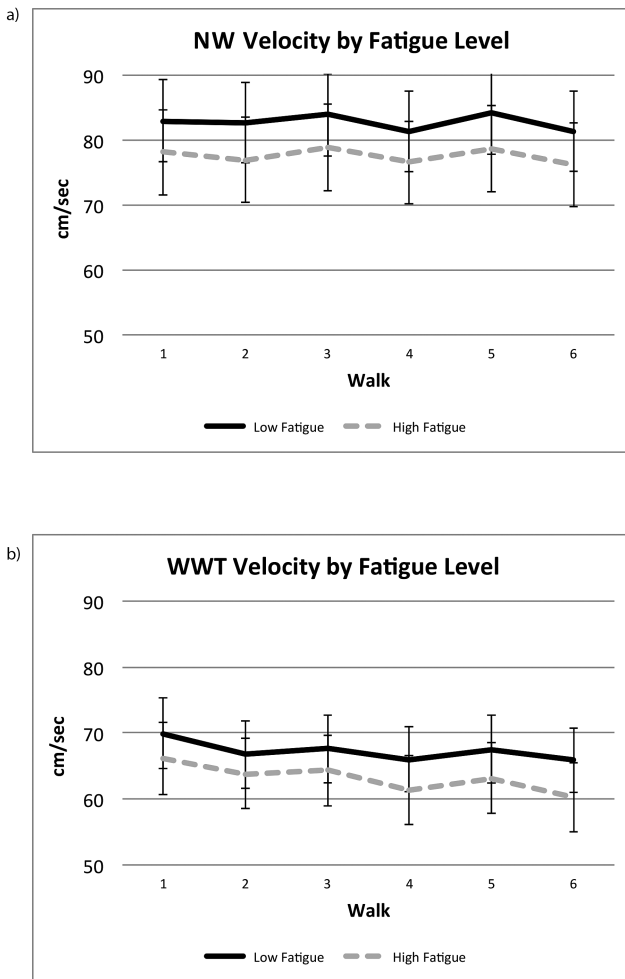 a)
NW Velocity by Fatigue Level
90
80
70
60
50
cm/sec
1 2 3 4 5 6
Walk
Low Fatigue High Fatigue
b)
WWT Velocity by Fatigue Level
90
80
70
60
50
cm/sec
1 2 3 4 5 6
Walk
Low Fatigue High Fatigue